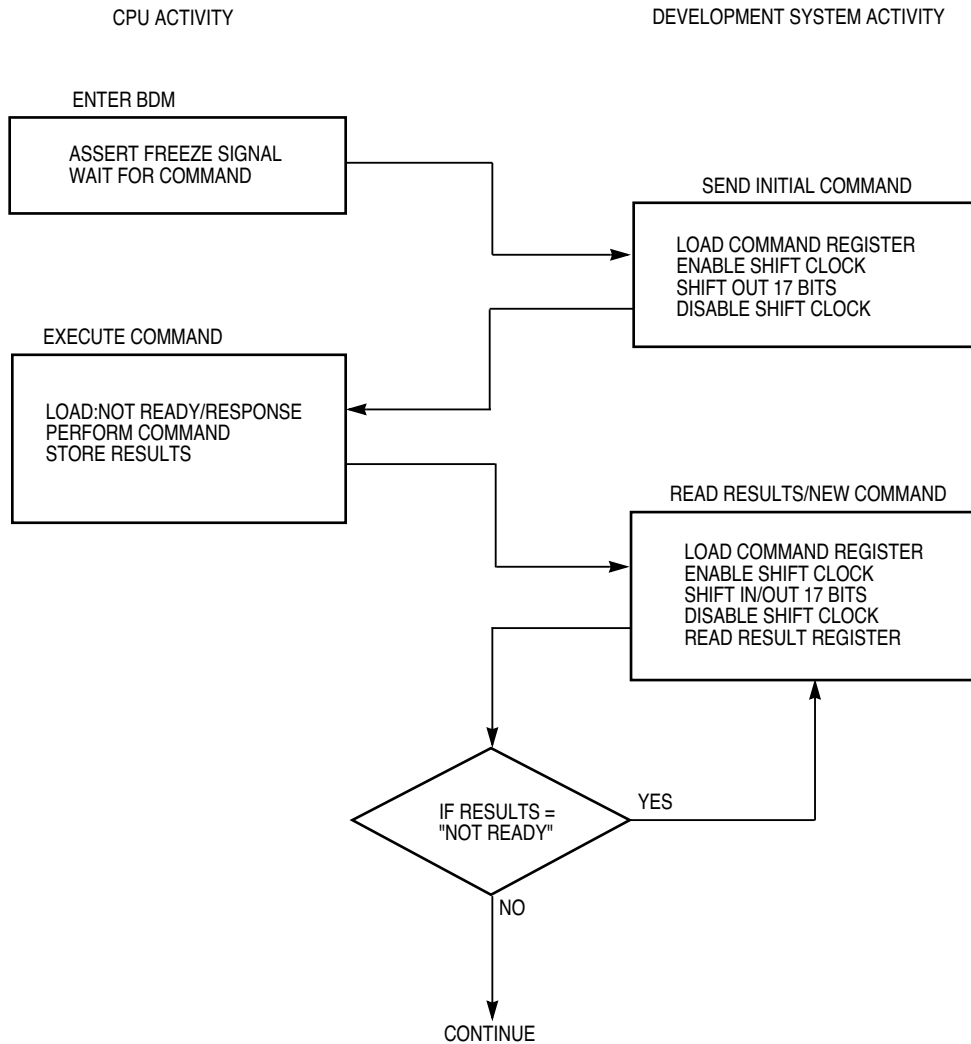 CPU ACTIVITY
DEVELOPMENT SYSTEM ACTIVITY
ENTER BDM
ASSERT FREEZE SIGNAL
WAIT FOR COMMAND
SEND INITIAL COMMAND
LOAD COMMAND REGISTER
ENABLE SHIFT CLOCK
SHIFT OUT 17 BITS
DISABLE SHIFT CLOCK
EXECUTE COMMAND
LOAD:NOT READY/RESPONSE
PERFORM COMMAND
STORE RESULTS
READ RESULTS/NEW COMMAND
LOAD COMMAND REGISTER
ENABLE SHIFT CLOCK
SHIFT IN/OUT 17 BITS
DISABLE SHIFT CLOCK
READ RESULT REGISTER
IF RESULTS =
"NOT READY"
YES
NO
CONTINUE